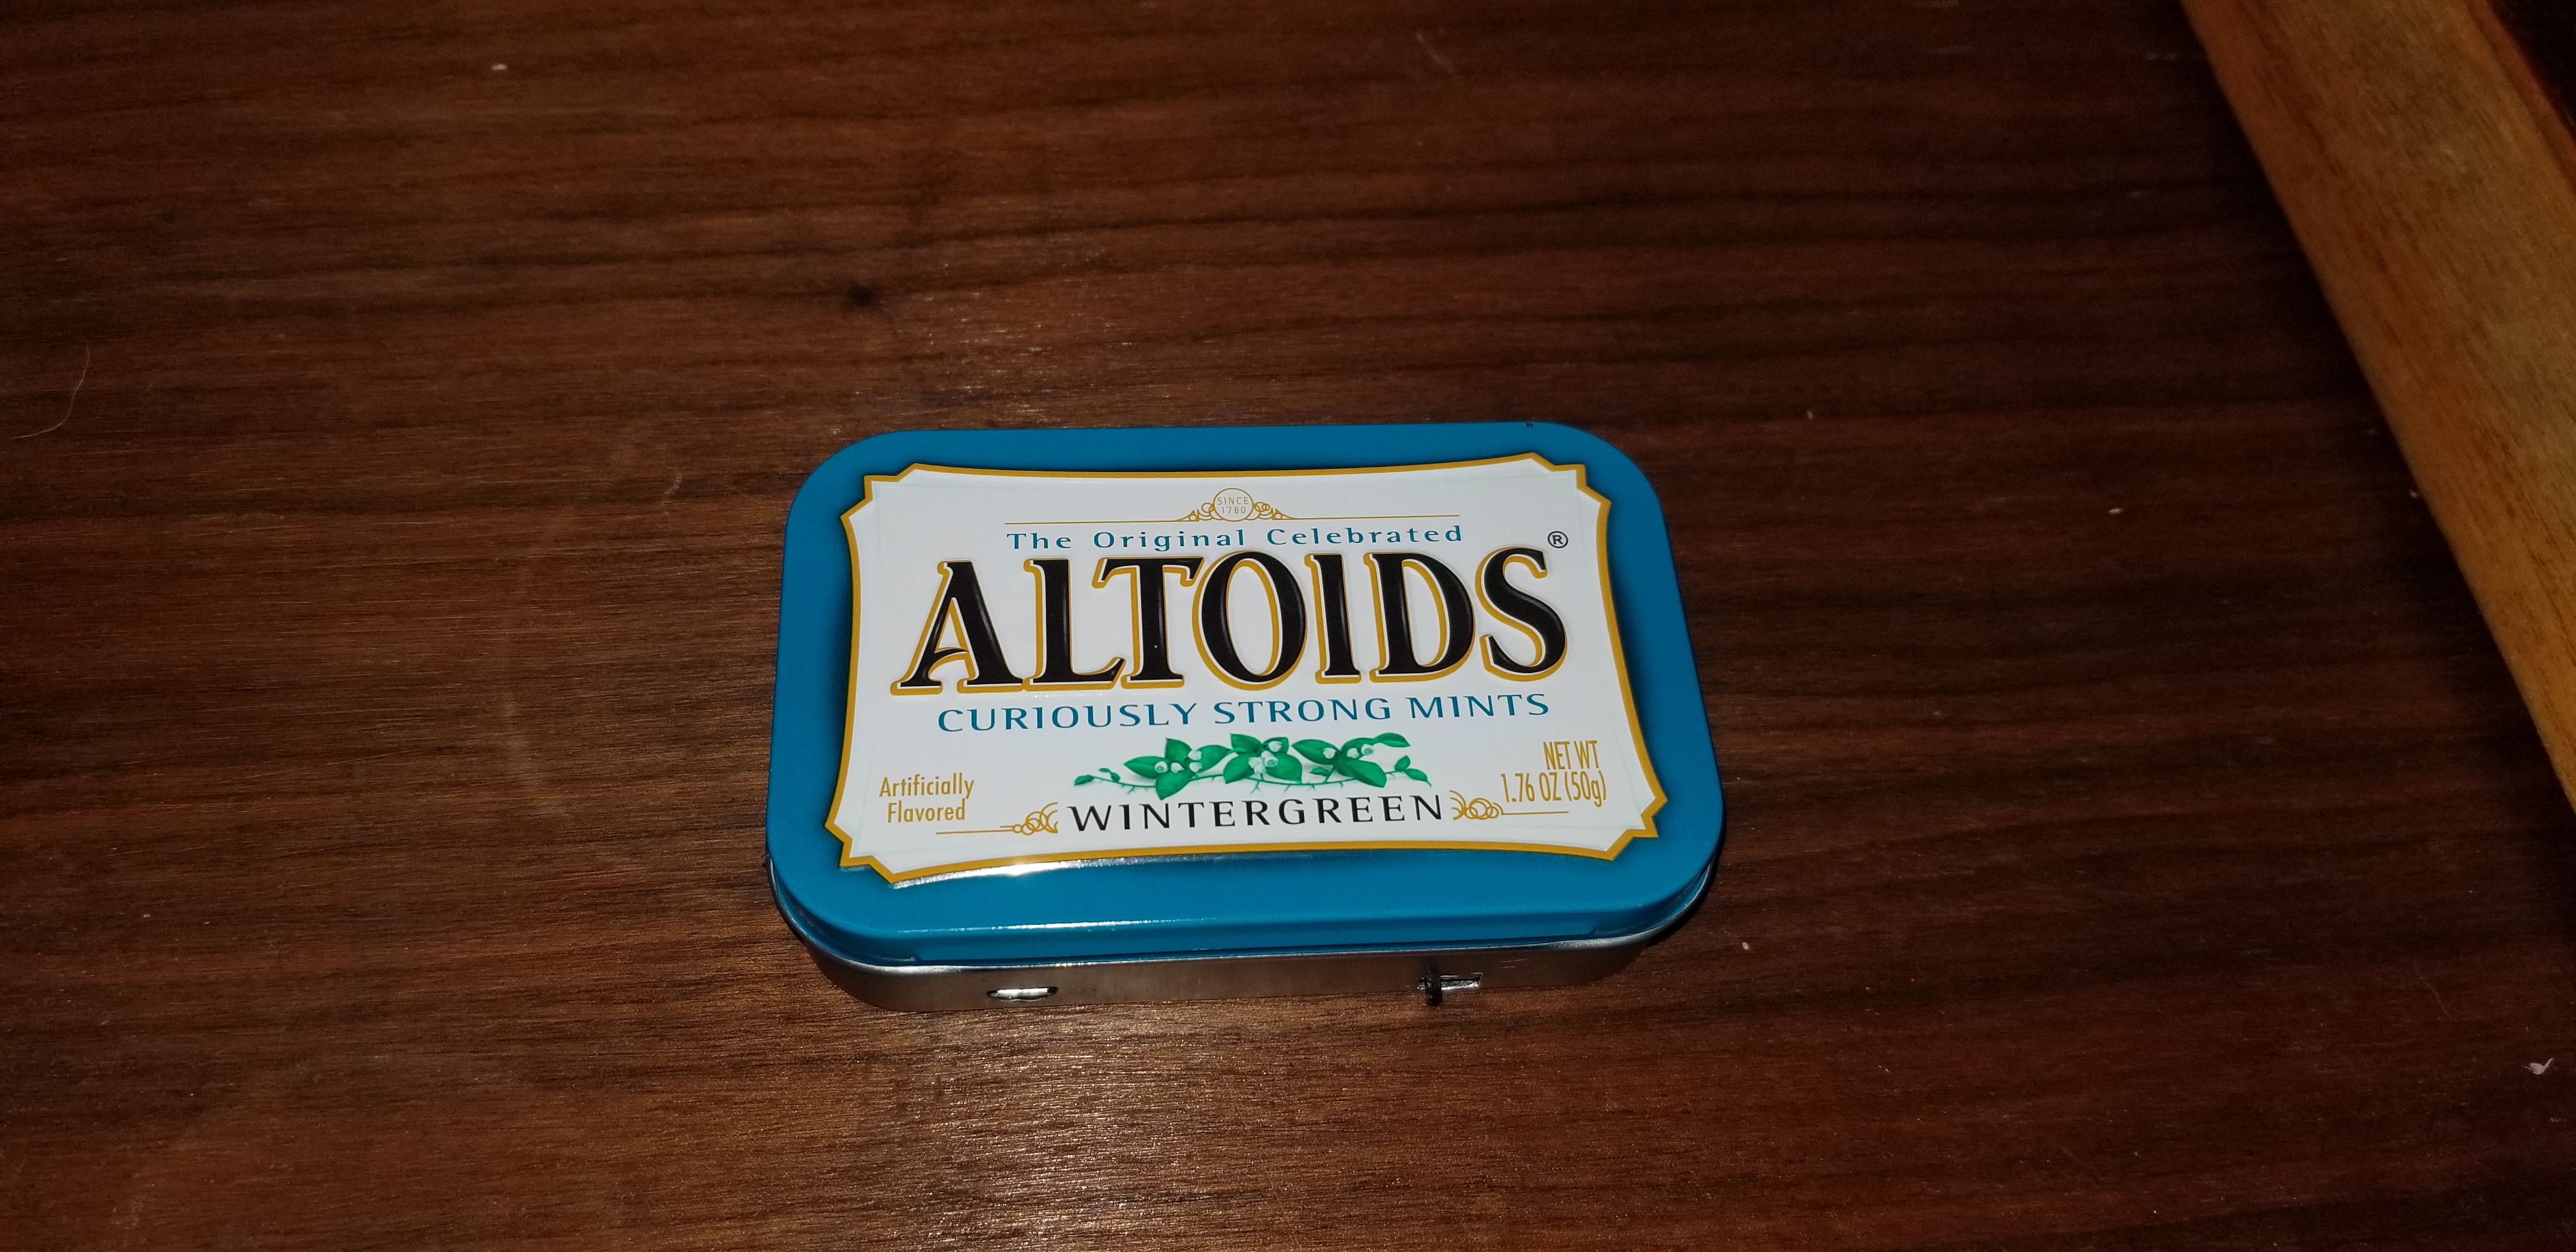 SINCE
1780
The Original Celebrated
ALTOIDS®
CURIOUSLY STRONG MINTS
Artificially
Flavored
WINTERGREEN
NET WT
1.76 OZ (50g)